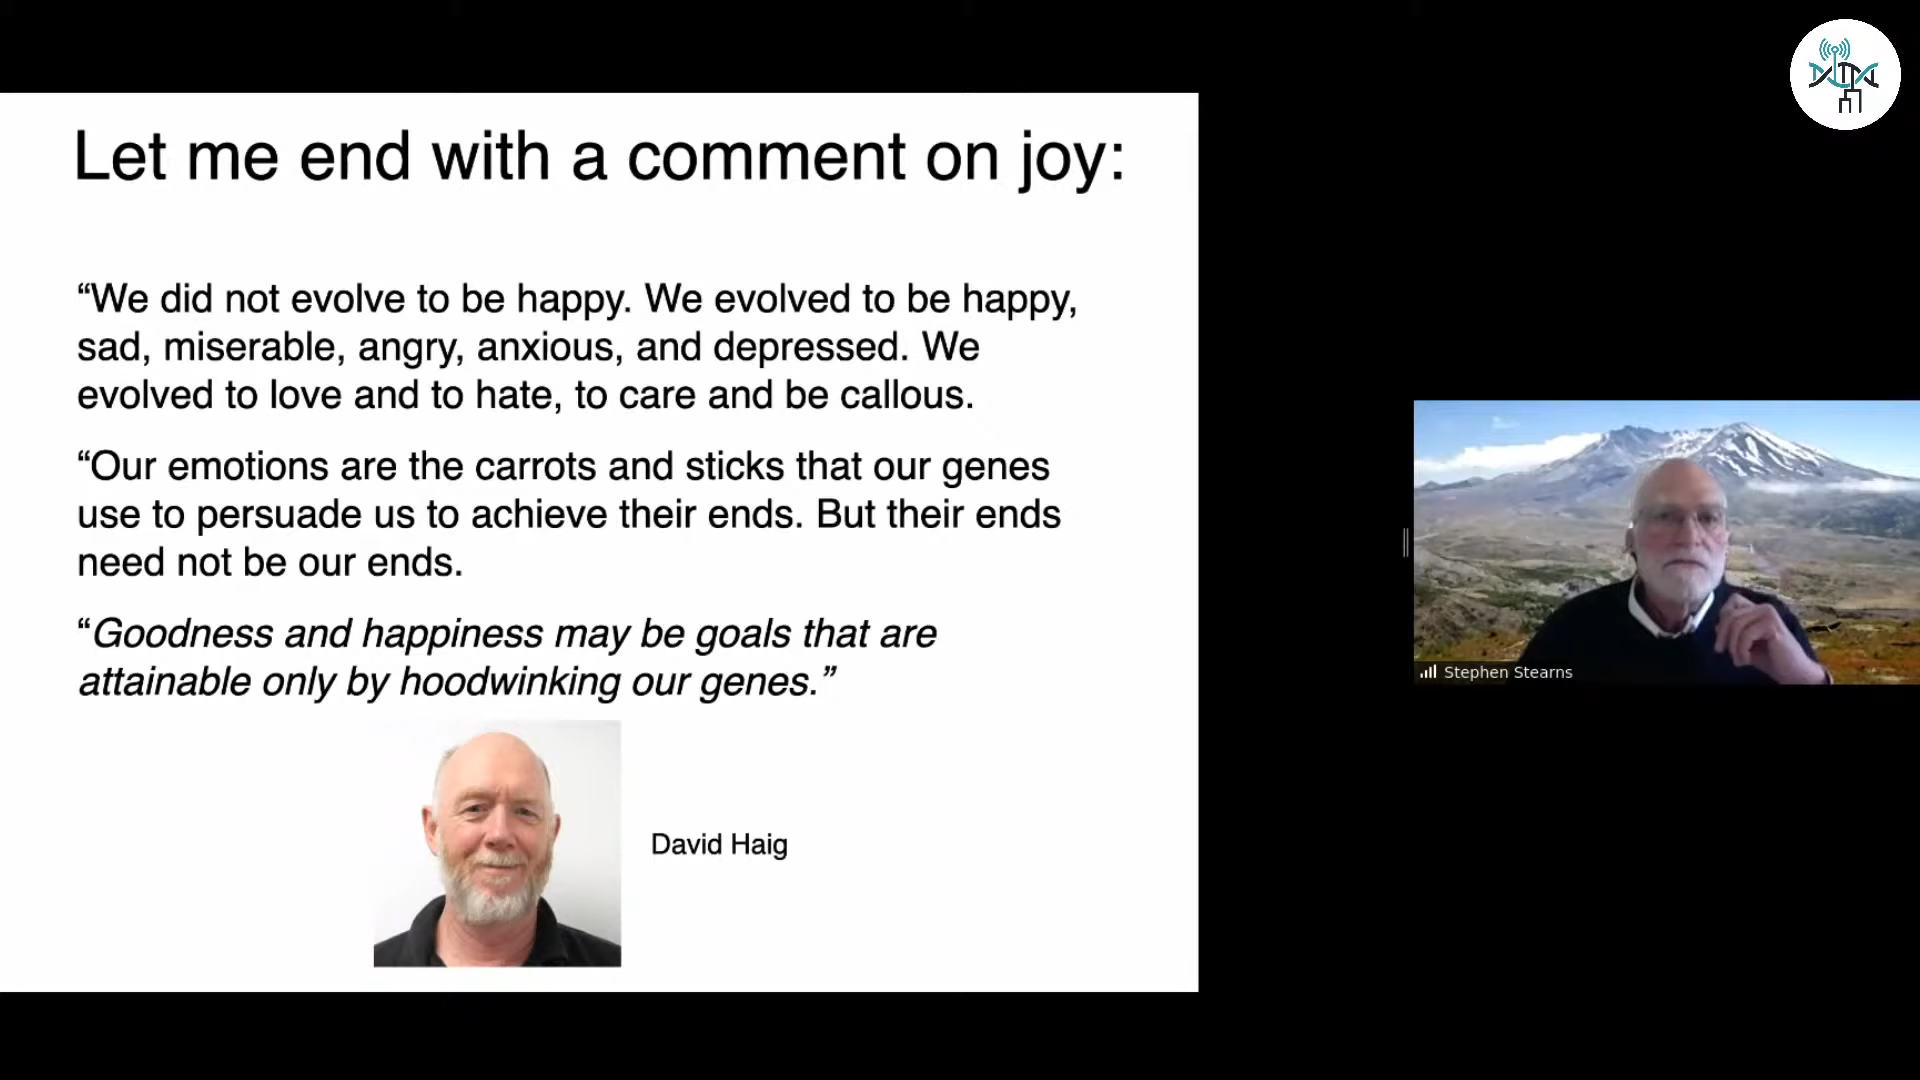 Let me end with a comment on joy:
“We did not evolve to be happy. We evolved to be happy,
sad, miserable, angry, anxious, and depressed. We
evolved to love and to hate, to care and be callous.
“Our emotions are the carrots and sticks that our genes
use to persuade us to achieve their ends. But their ends
need not be our ends.
“Goodness and happiness may be goals that are
attainable only by hoodwinking our genes.”
David Haig
Stephen Stearns